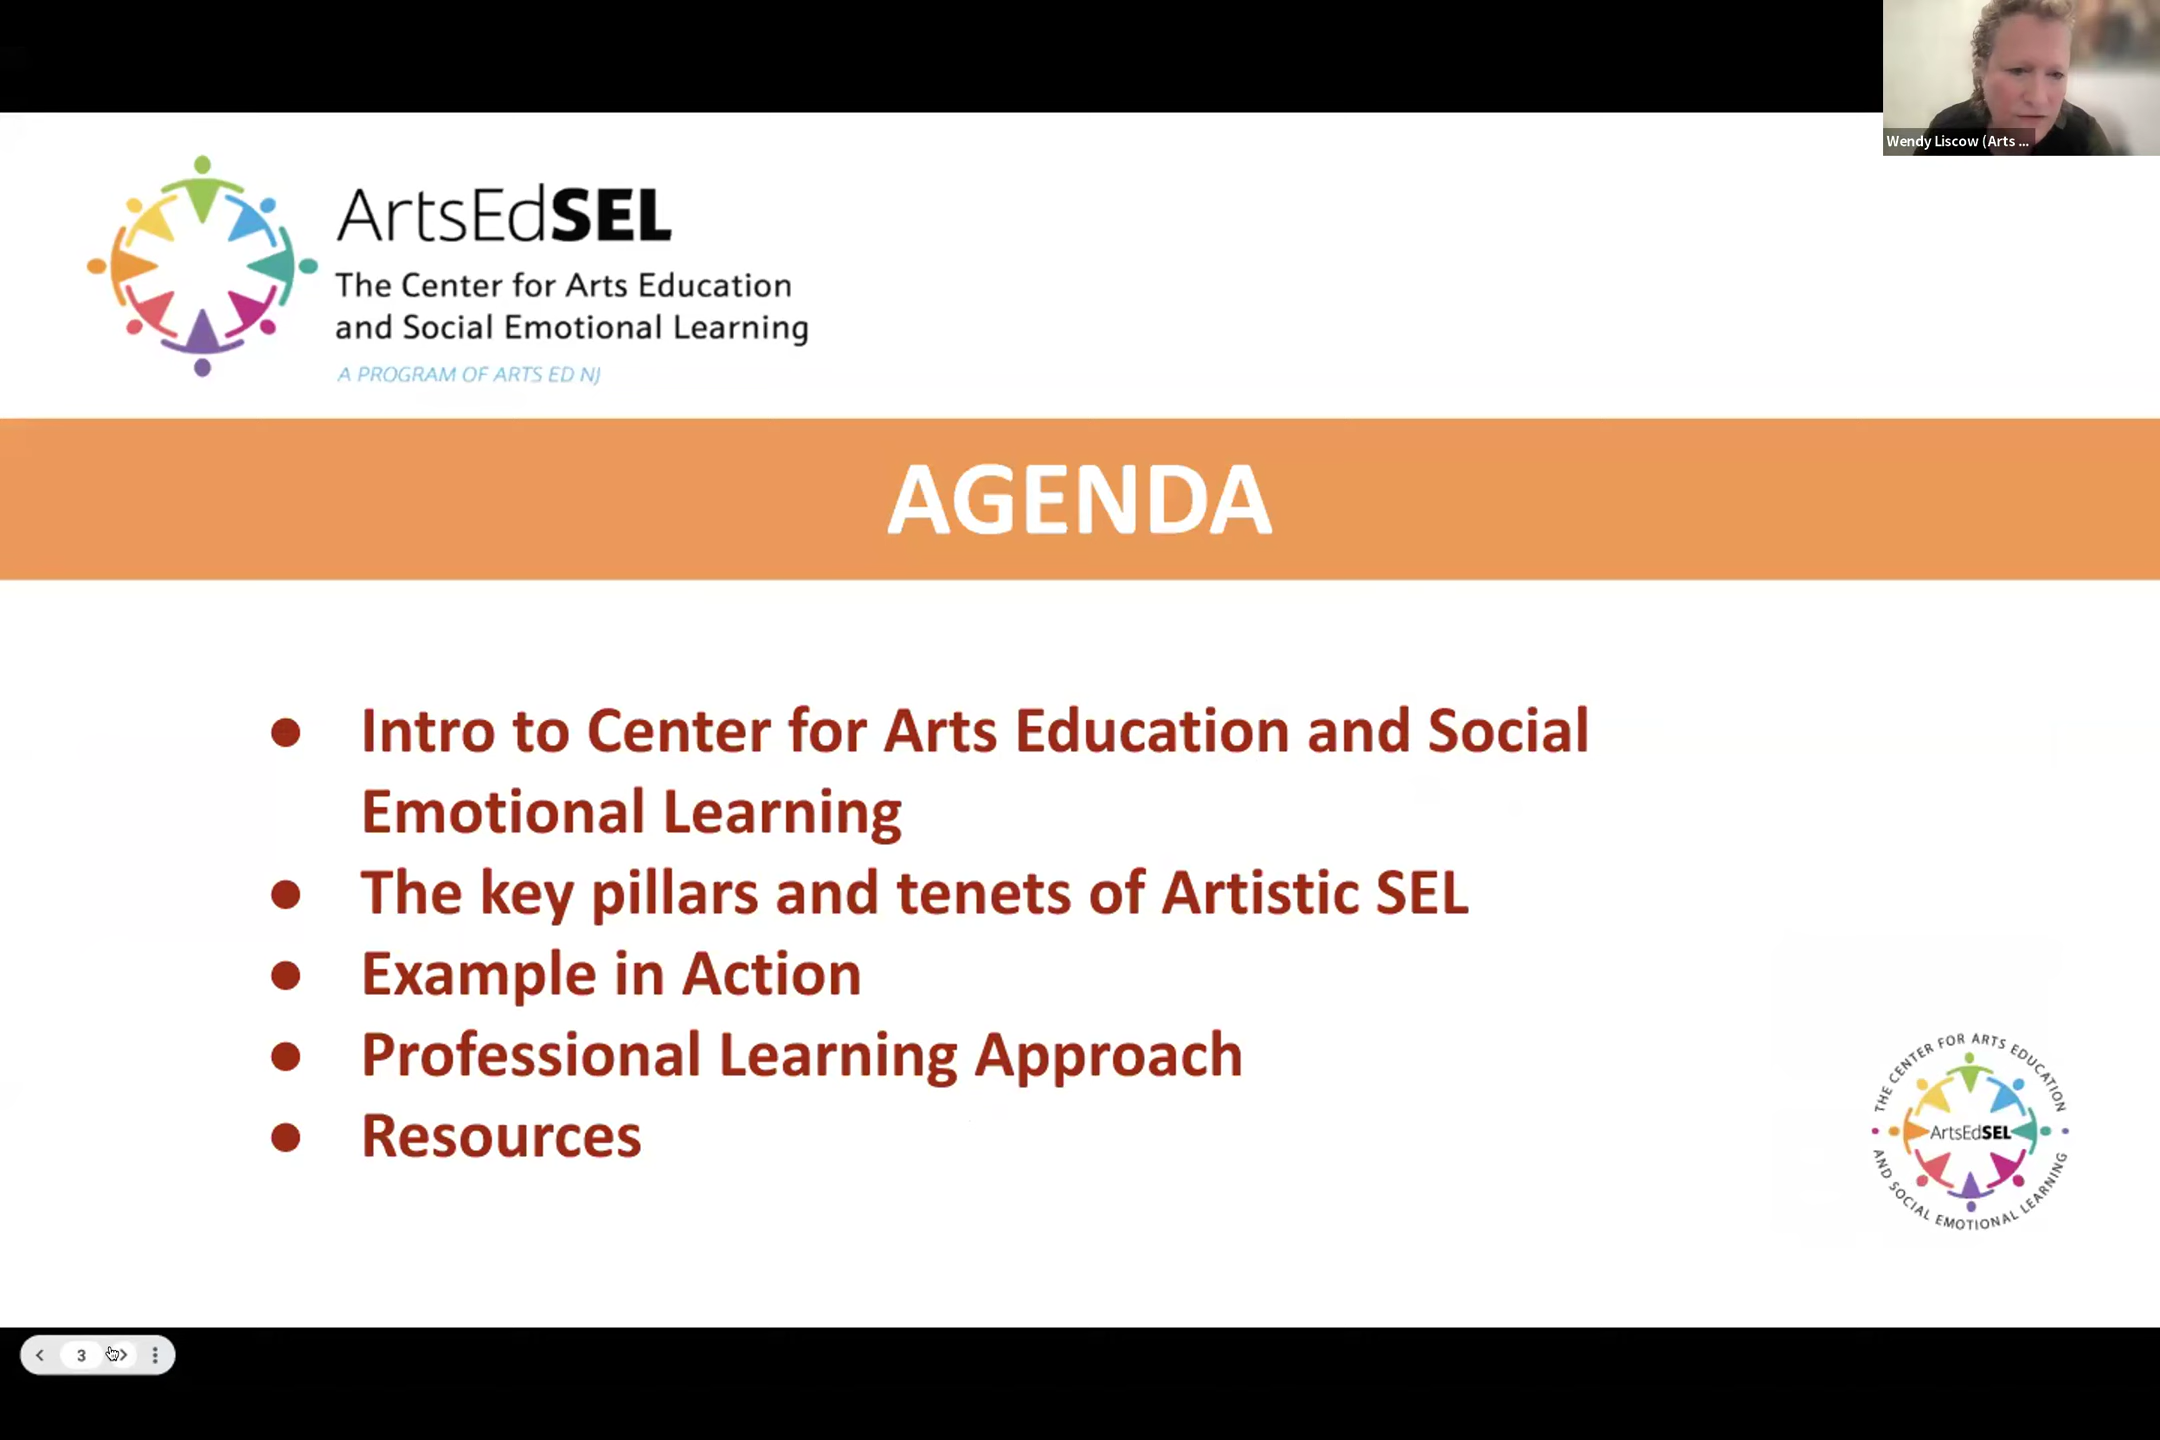 Wendy Liscow (Arts ...
ArtsEdSEL
The Center for Arts Education
and Social Emotional Learning
A PROGRAM OF ARTS ED NJ
AGENDA
● Intro to Center for Arts Education and Social
Emotional Learning
● The key pillars and tenets of Artistic SEL
● Example in Action
● Professional Learning Approach
● Resources
THE CENTER FOR ARTS EDUCATION
ArtsEdSEL
AND SOCIAL EMOTIONAL LEARNING
3